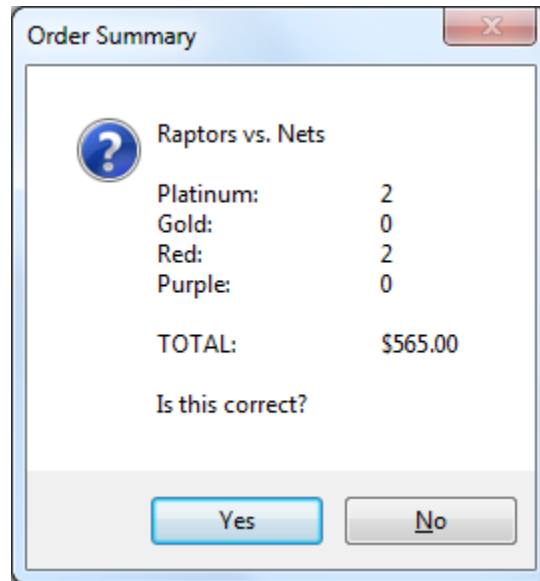 Order Summary
Raptors vs. Nets
Platinum: 2
Gold: 0
Red: 2
Purple: 0
TOTAL: $565.00
Is this correct?
Yes No